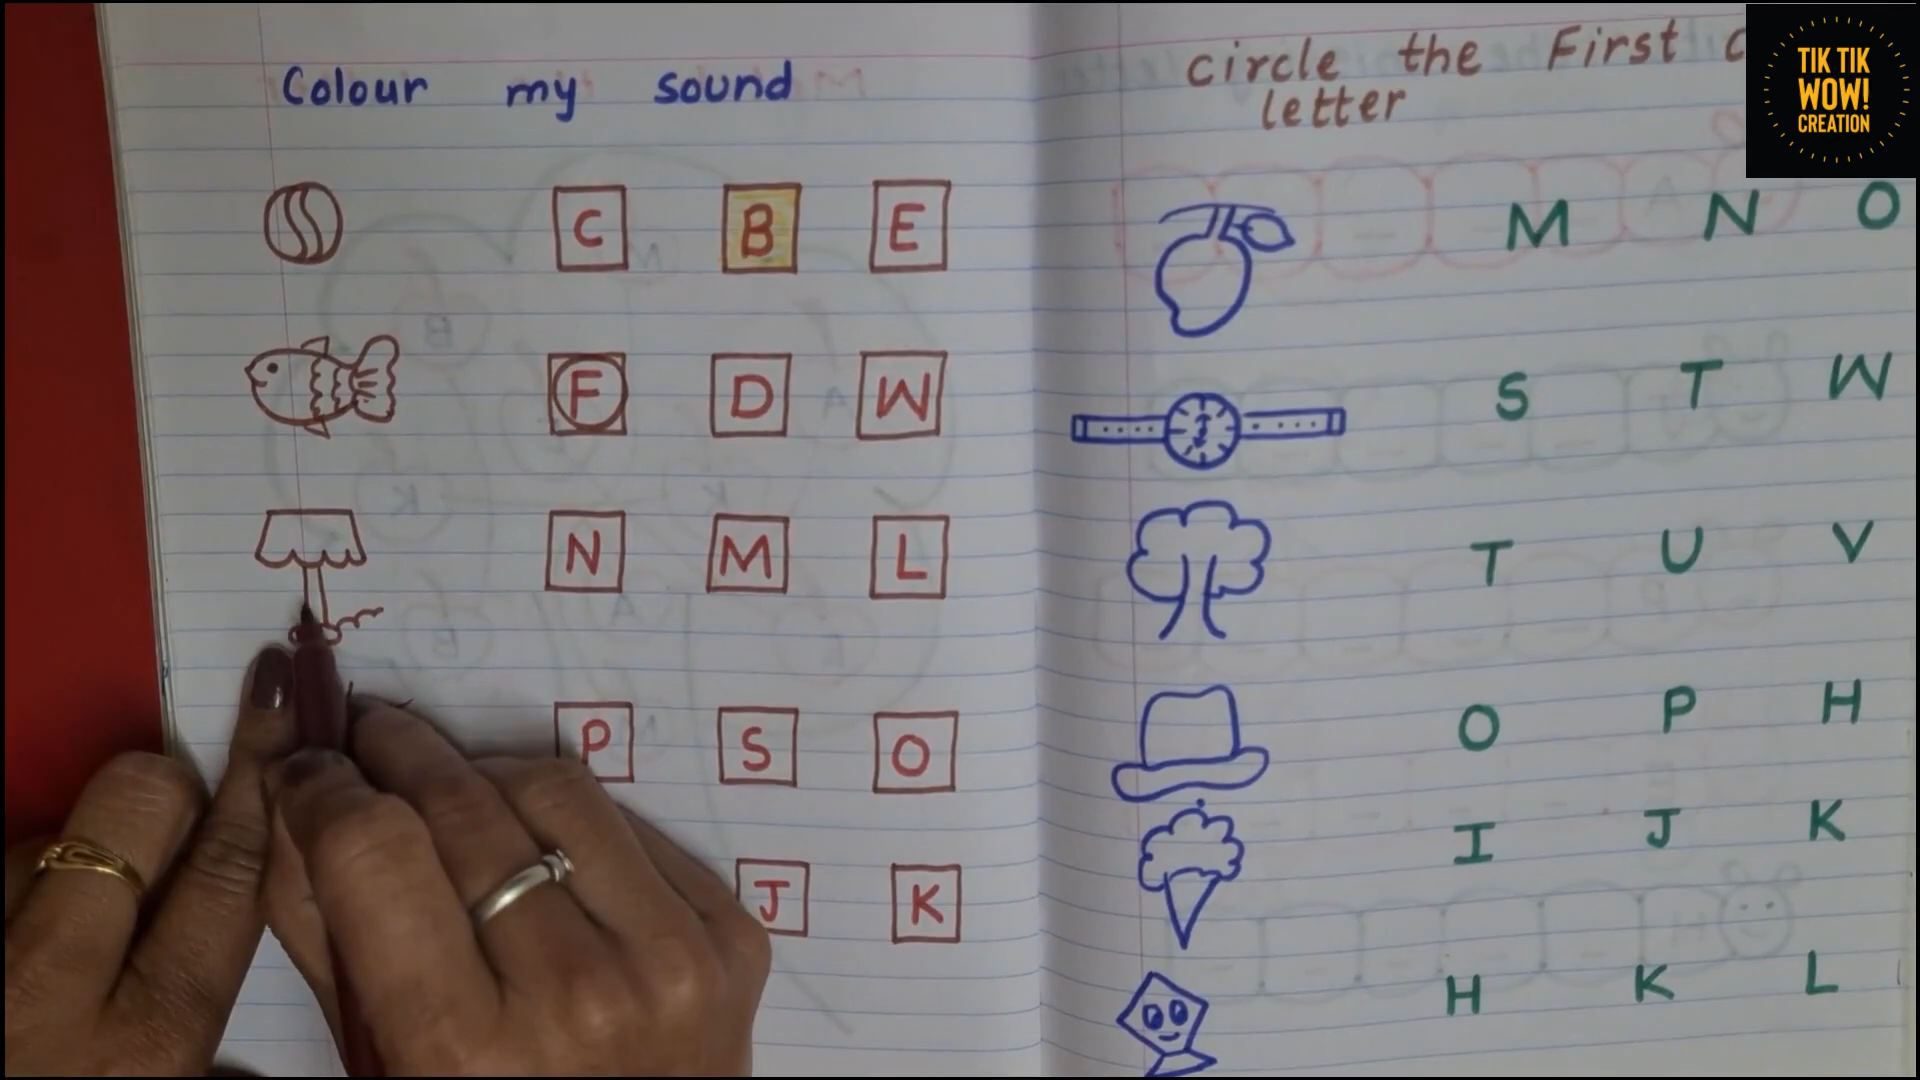 Colour my sound
C B E
F D W
N M L
P S O
J K
circle the First C
letter
M N O
S T W
T U V
O P H
I J K
H K L
TIK TIK
WOW!
CREATION